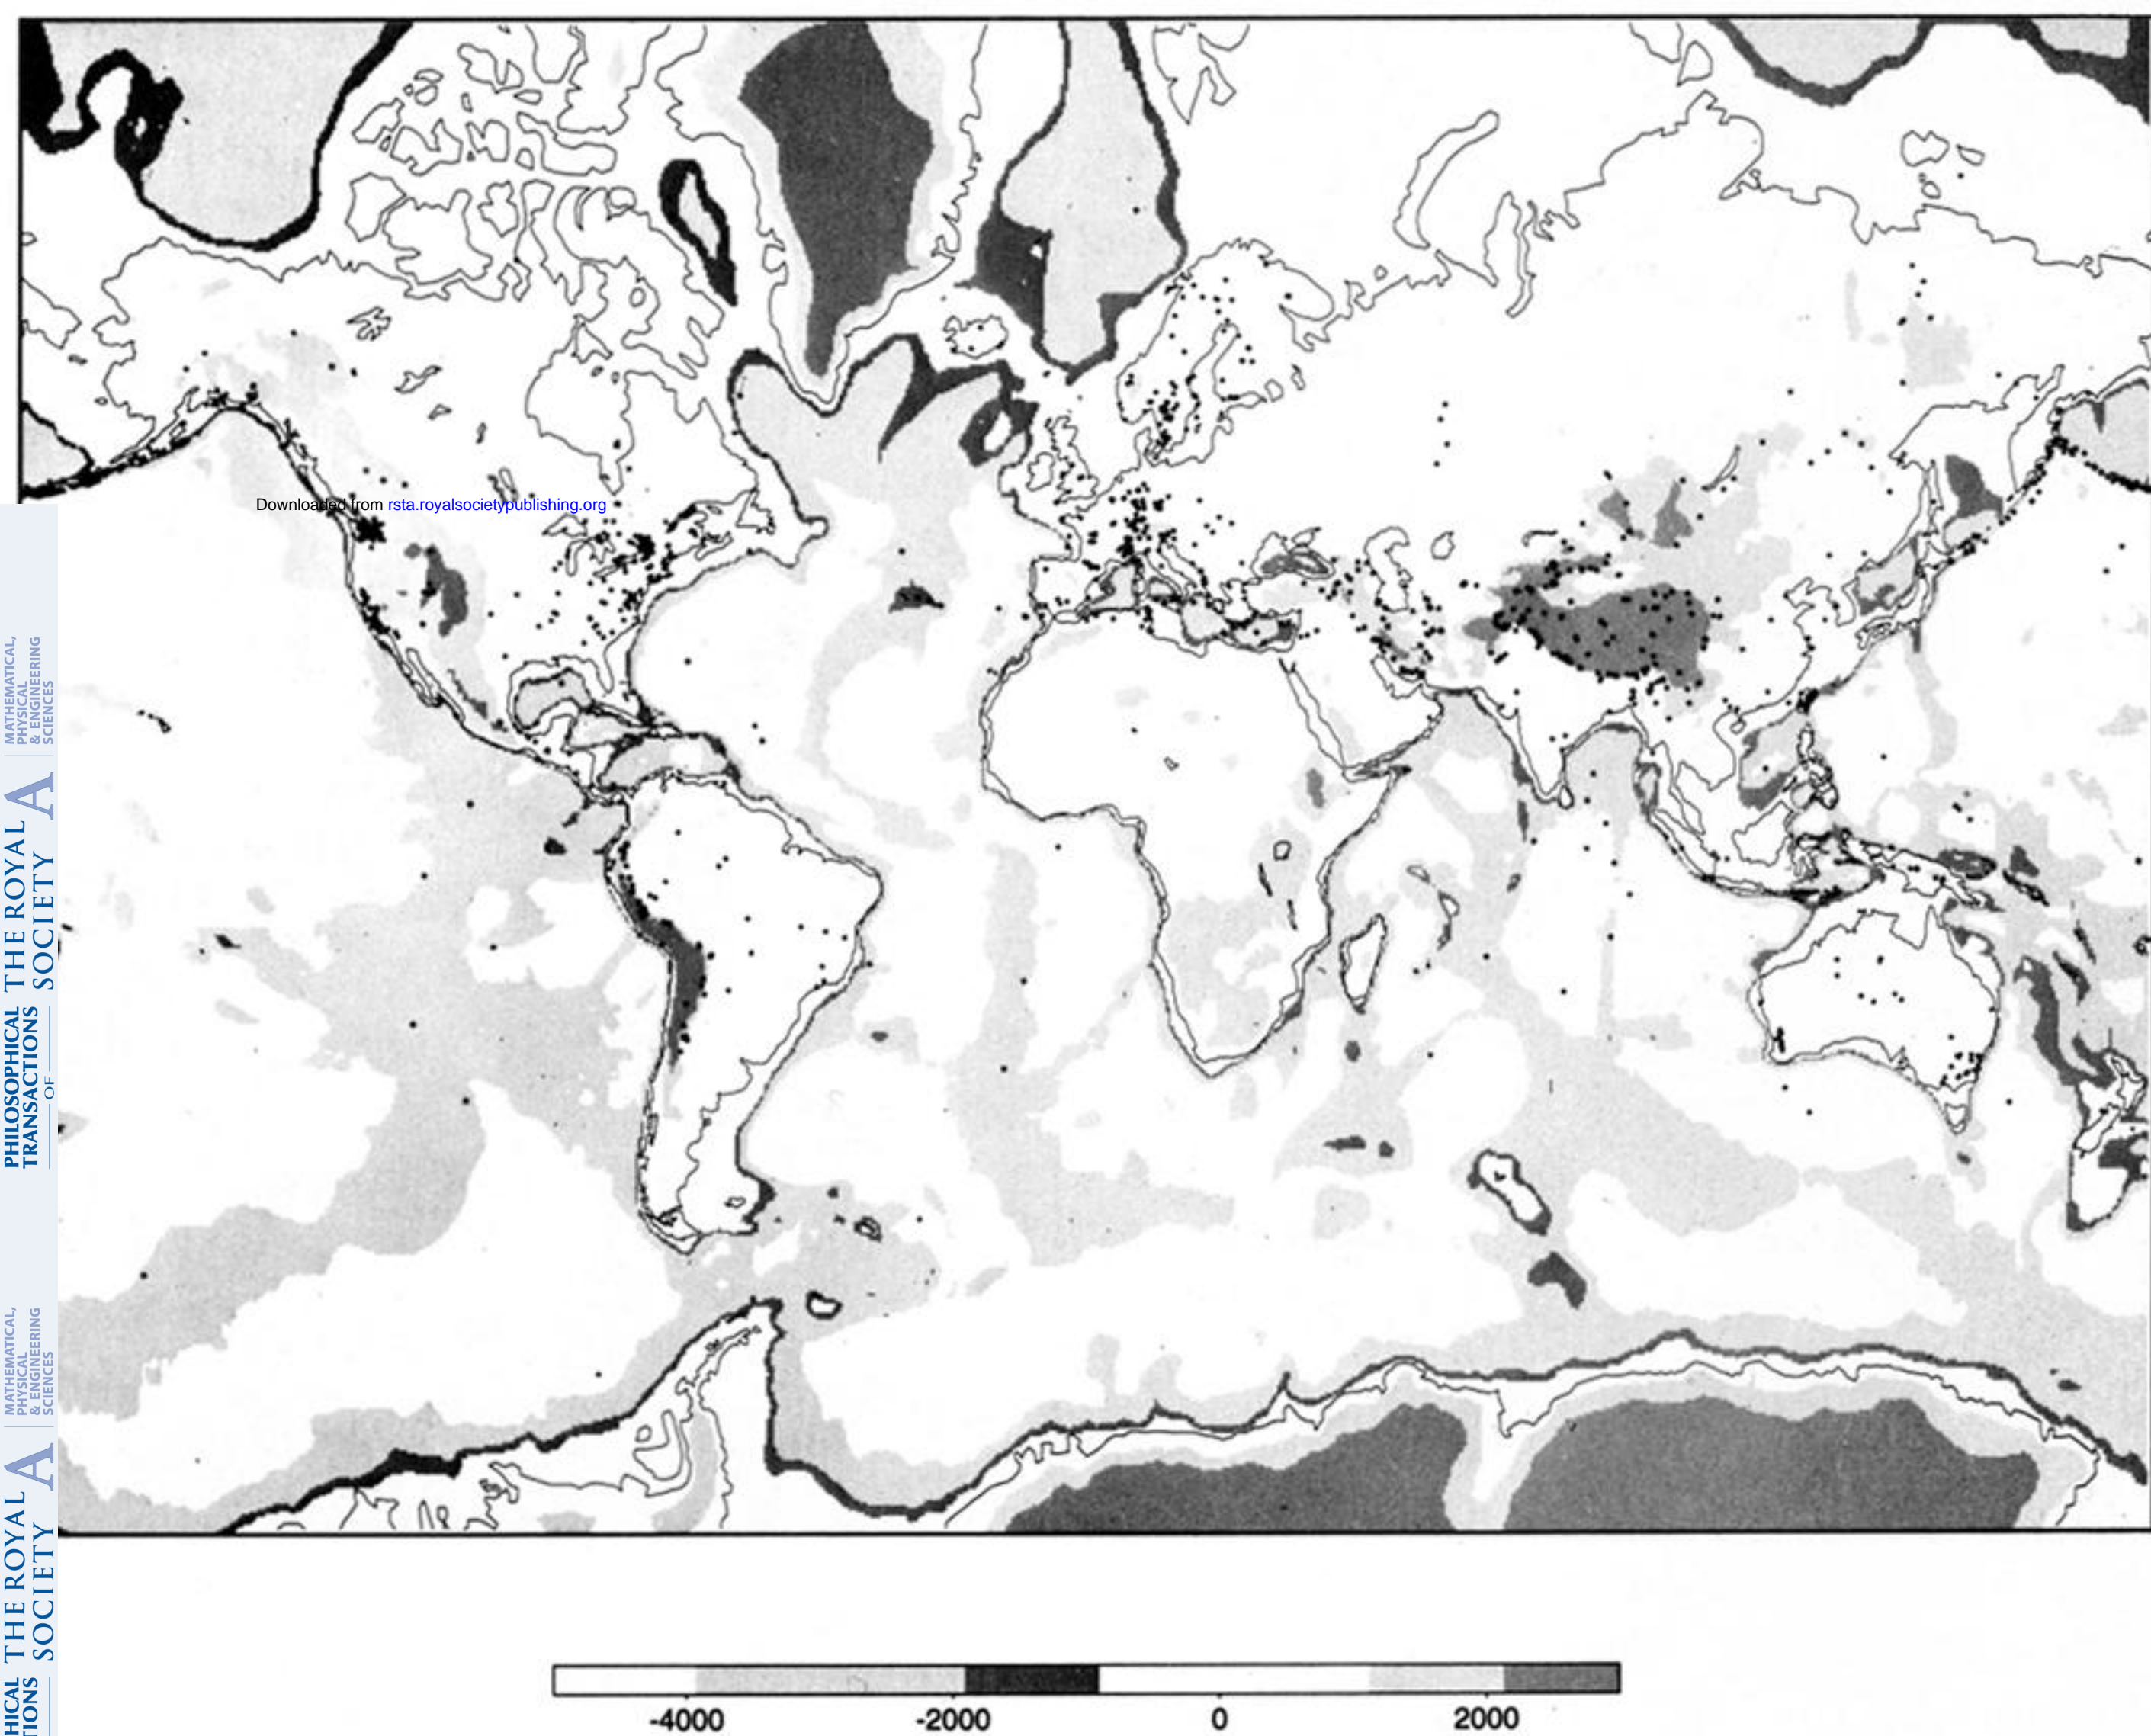 Downloaded from rsta.royalsocietypublishing.org
MATHEMATICAL,
PHYSICAL
& ENGINEERING
SCIENCES
THE ROYAL A
SOCIETY
PHILOSOPHICAL
TRANSACTIONS
OF
MATHEMATICAL,
PHYSICAL
& ENGINEERING
SCIENCES
THE ROYAL A
SOCIETY
-4000 -2000 0 2000